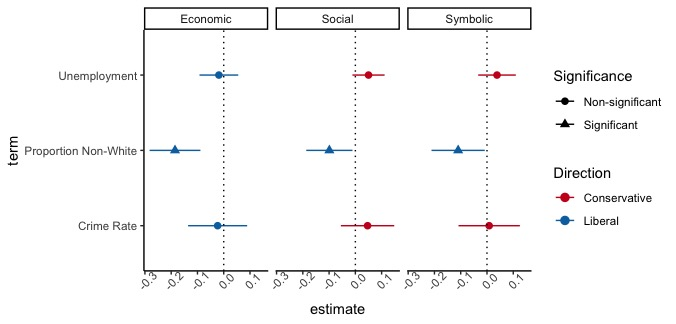 Economic Social Symbolic
Unemployment
Proportion Non-White
Crime Rate
term
-0.3 -0.2 -0.1 0.0 0.1 -0.3 -0.2 -0.1 0.0 0.1 -0.3 -0.2 -0.1 0.0 0.1
estimate
Significance
Non-significant
Significant
Direction
Conservative
Liberal